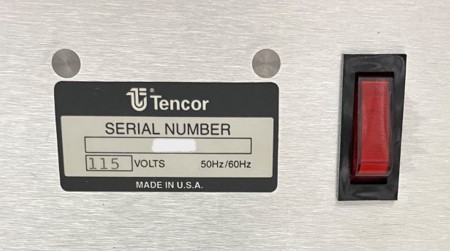 Tencor
SERIAL NUMBER
115 VOLTS 50Hz/60Hz
MADE IN U.S.A.